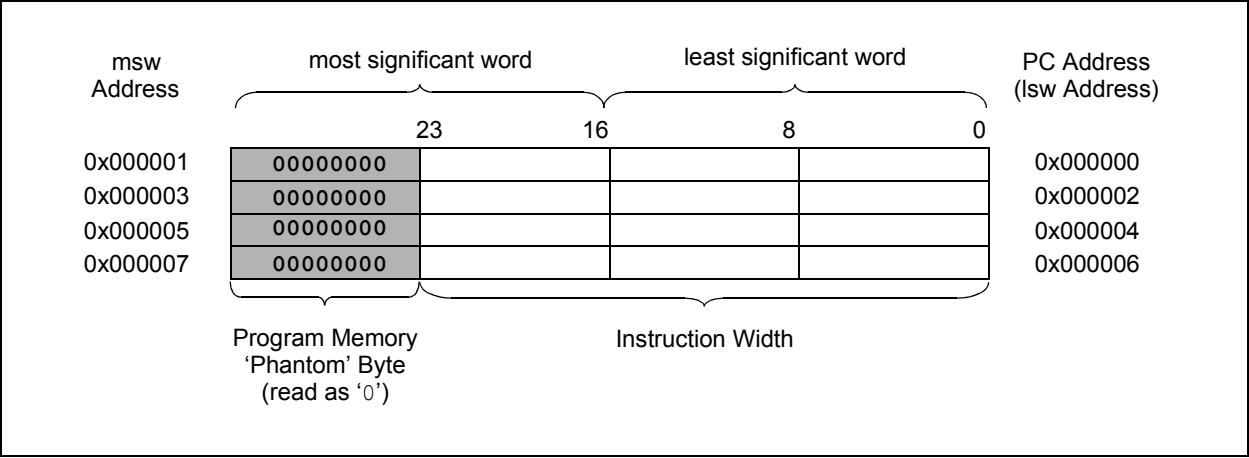 msw
Address
most significant word
least significant word
PC Address
(lsw Address)
23 16 8 0
0x000001 00000000 0x000000
0x000003 00000000 0x000002
0x000005 00000000 0x000004
0x000007 00000000 0x000006
Program Memory
‘Phantom’ Byte
(read as ‘0’)
Instruction Width